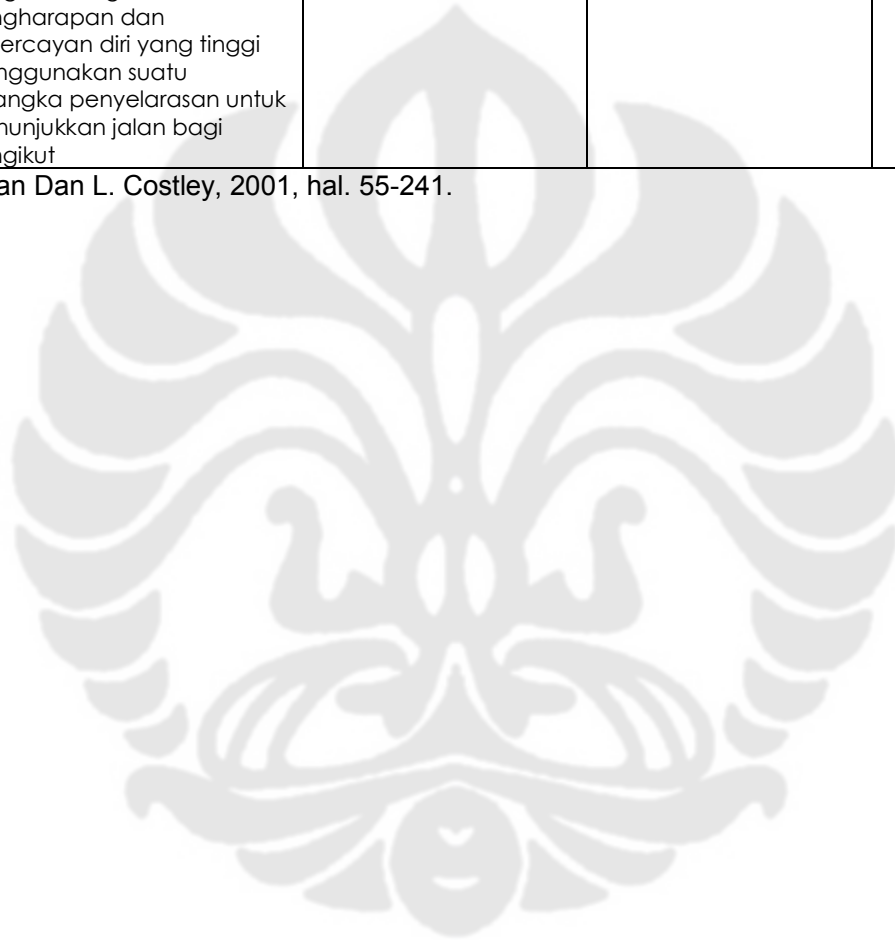 ngharapan dan
ercayan diri yang tinggi
nggunakan suatu
angka penyelarasan untuk
nunjukkan jalan bagi
ngikut
an Dan L. Costley, 2001, hal. 55-241.